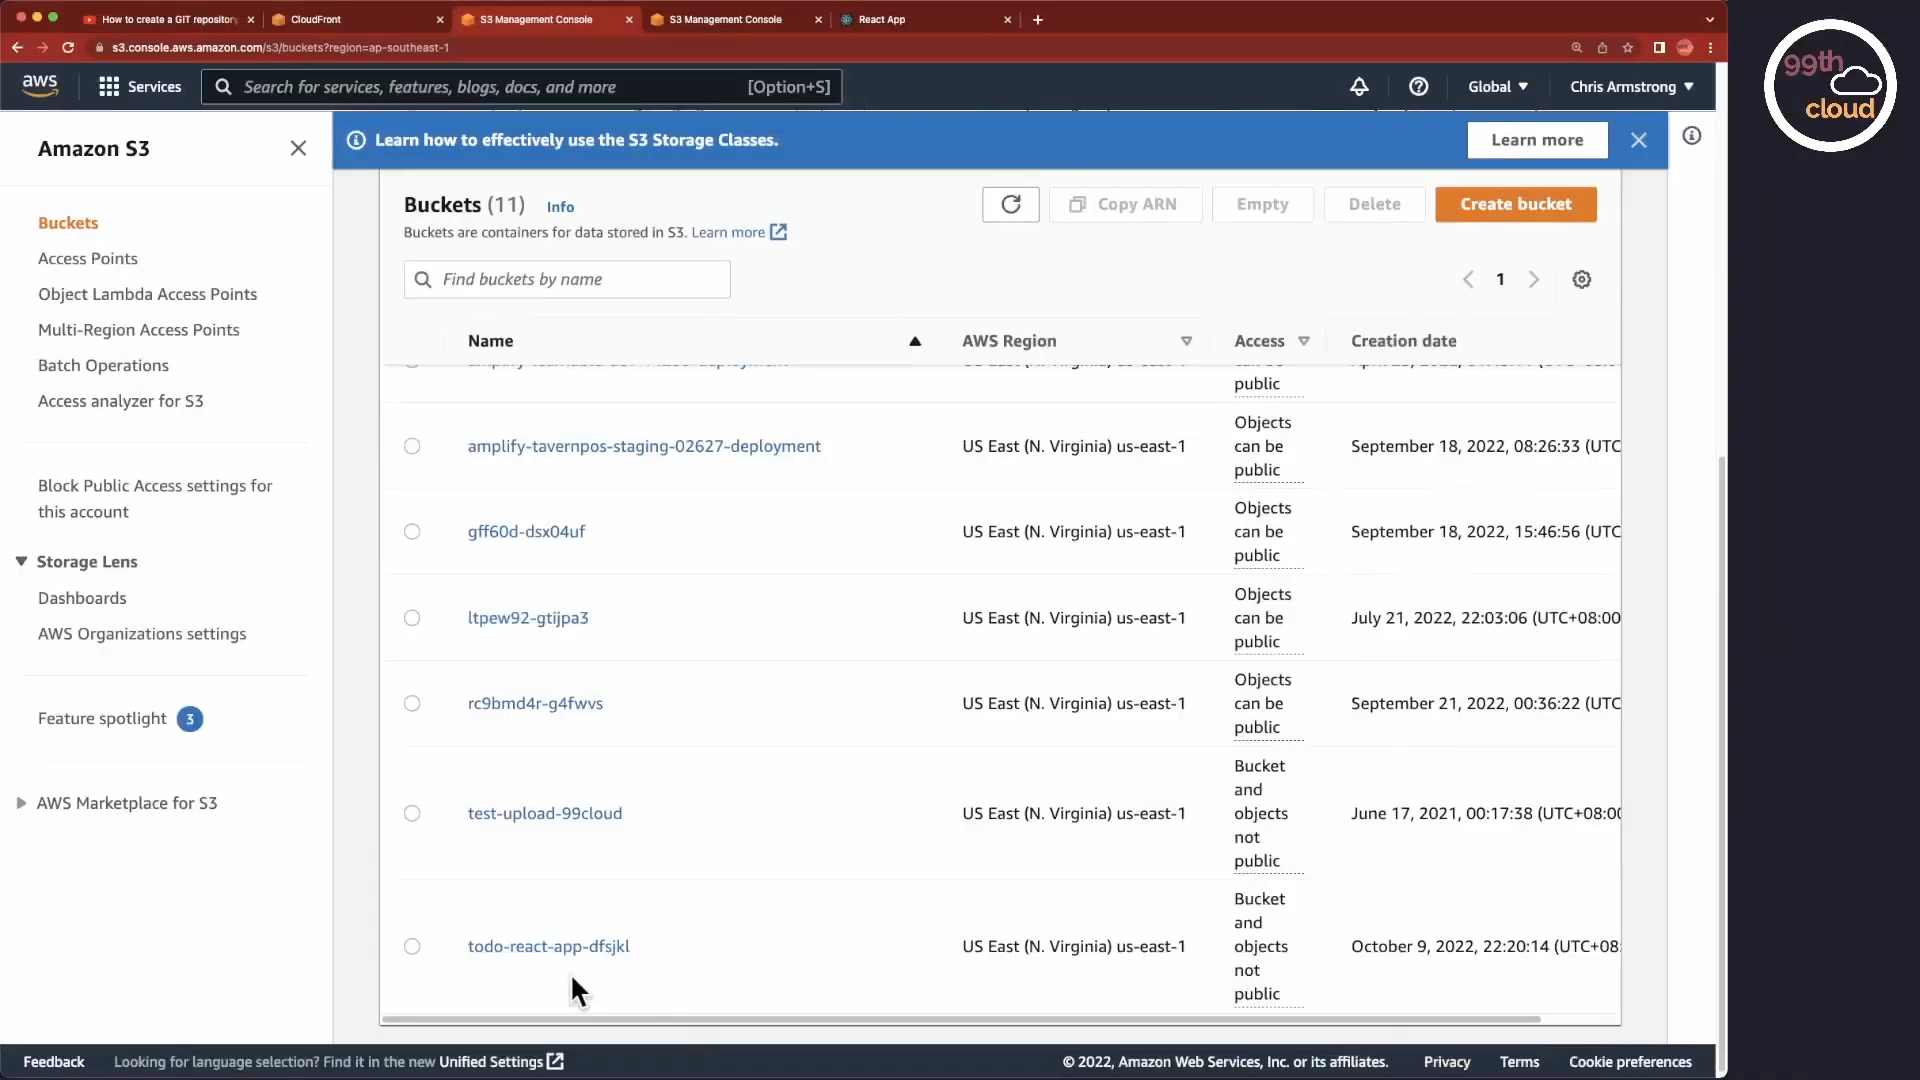 How to create a GIT repository
CloudFront
S3 Management Console
S3 Management Console
React App
s3.console.aws.amazon.com/s3/buckets?region=ap-southeast-1
aws
Services
Search for services, features, blogs, docs, and more
[Option+S]
Global
Chris Armstrong
99th
cloud
Amazon S3
Learn how to effectively use the S3 Storage Classes.
Learn more
Buckets
Access Points
Object Lambda Access Points
Multi-Region Access Points
Batch Operations
Access analyzer for S3
Block Public Access settings for
this account
Storage Lens
Dashboards
AWS Organizations settings
Feature spotlight 3
AWS Marketplace for S3
Buckets (11) Info
Copy ARN
Empty
Delete
Create bucket
Buckets are containers for data stored in S3. Learn more
Find buckets by name
1
Name
AWS Region
Access
Creation date
public
amplify-tavernpos-staging-02627-deployment
US East (N. Virginia) us-east-1
Objects
can be
public
September 18, 2022, 08:26:33 (UTC
gff60d-dsx04uf
US East (N. Virginia) us-east-1
Objects
can be
public
September 18, 2022, 15:46:56 (UTC
ltpew92-gtijpa3
US East (N. Virginia) us-east-1
Objects
can be
public
July 21, 2022, 22:03:06 (UTC+08:00
rc9bmd4r-g4fwvs
US East (N. Virginia) us-east-1
Objects
can be
public
September 21, 2022, 00:36:22 (UTC
test-upload-99cloud
US East (N. Virginia) us-east-1
Bucket
and
objects
not
public
June 17, 2021, 00:17:38 (UTC+08:00
todo-react-app-dfsjkl
US East (N. Virginia) us-east-1
Bucket
and
objects
not
public
October 9, 2022, 22:20:14 (UTC+08:
Feedback
Looking for language selection? Find it in the new Unified Settings
© 2022, Amazon Web Services, Inc. or its affiliates.
Privacy
Terms
Cookie preferences